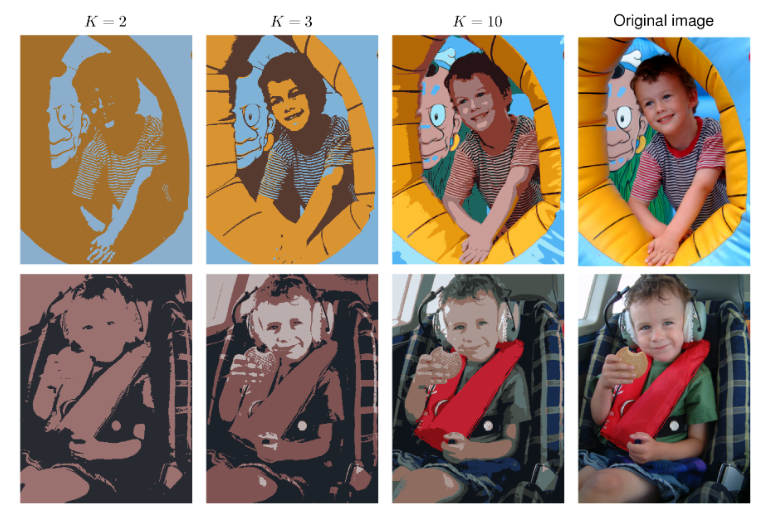 K = 2
K = 3
K = 10
Original image